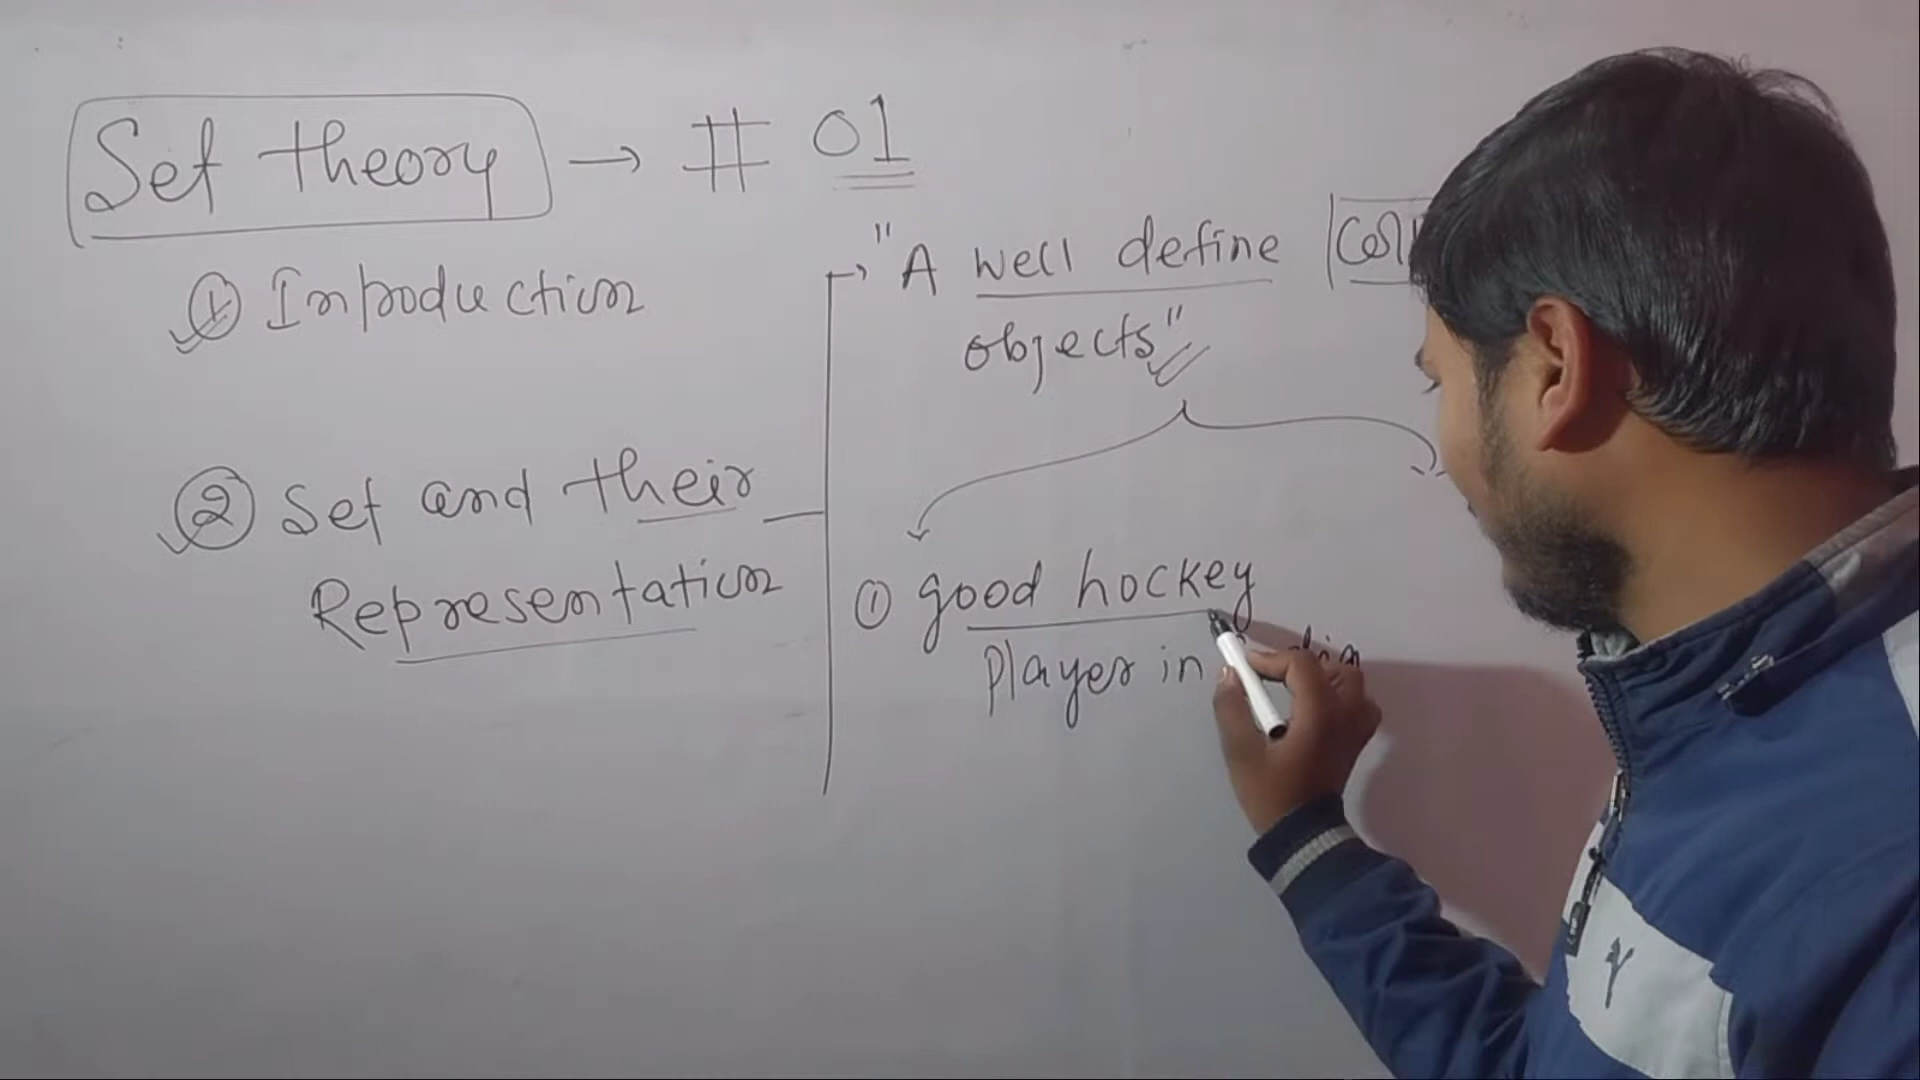 Set theory → # 01
① Introduction
② Set and their
Representation
"A well define
objects"
① good hockey
Player in